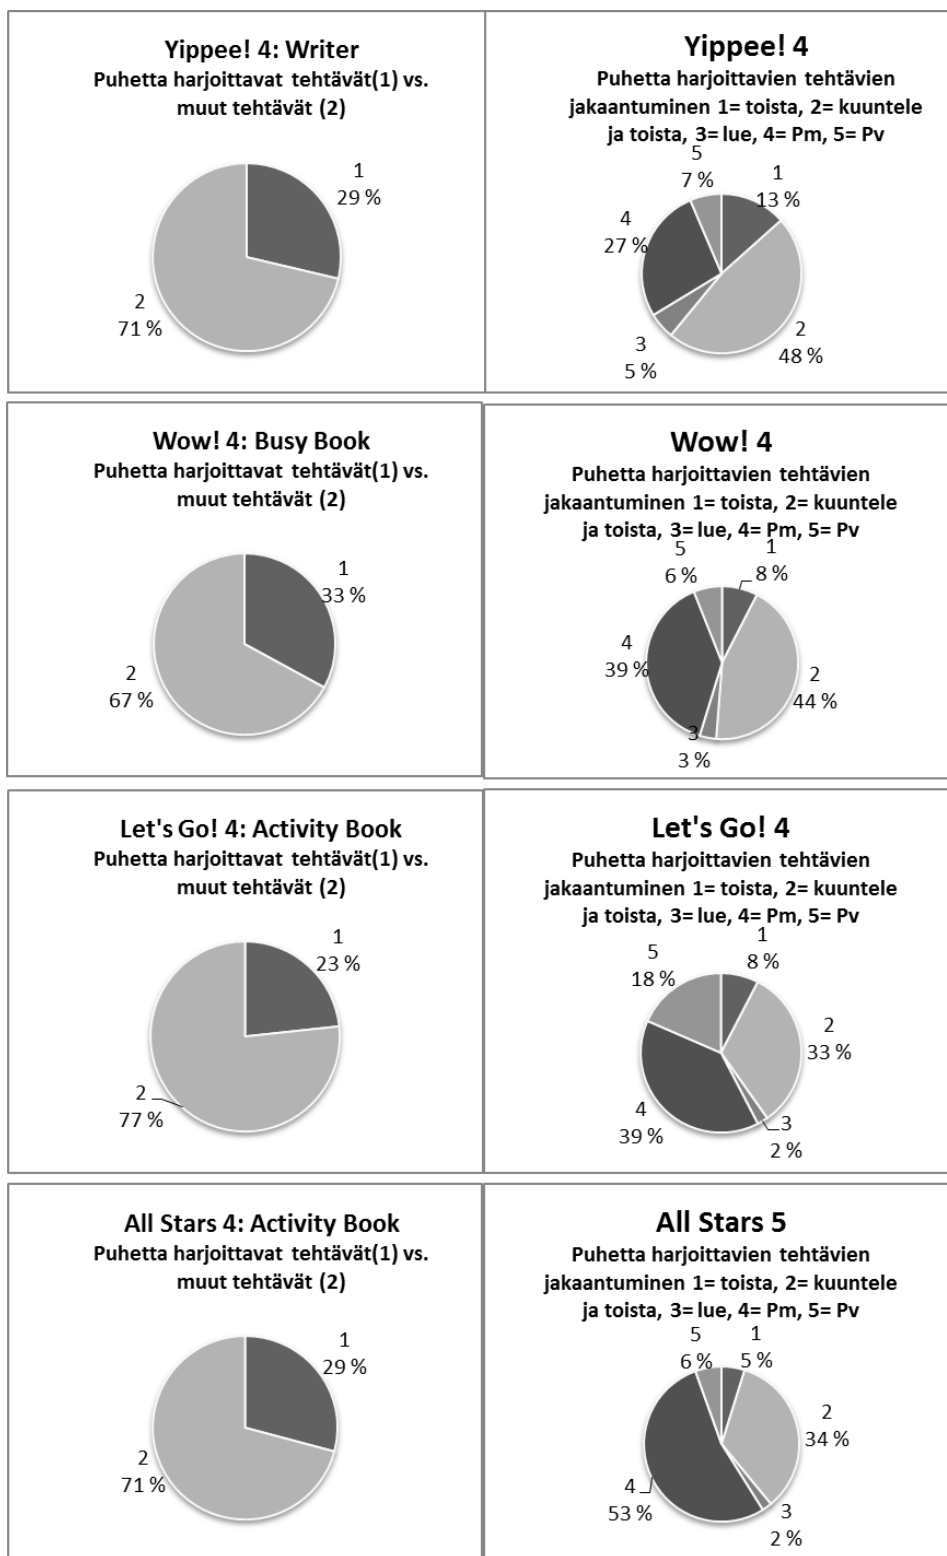 Yippee! 4: Writer
Puhetta harjoittavat tehtävät(1) vs.
muut tehtävät (2)
1
29 %
2
71 %
Yippee! 4
Puhetta harjoittavien tehtävien
jakaantuminen 1= toista, 2= kuuntele
ja toista, 3= lue, 4= Pm, 5= Pv
5
7 %
1
13 %
4
27 %
2
48 %
3
5 %
Wow! 4: Busy Book
Puhetta harjoittavat tehtävät(1) vs.
muut tehtävät (2)
1
33 %
2
67 %
Wow! 4
Puhetta harjoittavien tehtävien
jakaantuminen 1= toista, 2= kuuntele
ja toista, 3= lue, 4= Pm, 5= Pv
5
6 %
1
8 %
4
39 %
2
44 %
3
3 %
Let's Go! 4: Activity Book
Puhetta harjoittavat tehtävät(1) vs.
muut tehtävät (2)
1
23 %
2
77 %
Let's Go! 4
Puhetta harjoittavien tehtävien
jakaantuminen 1= toista, 2= kuuntele
ja toista, 3= lue, 4= Pm, 5= Pv
5
18 %
1
8 %
2
33 %
4
39 %
3
2 %
All Stars 4: Activity Book
Puhetta harjoittavat tehtävät(1) vs.
muut tehtävät (2)
1
29 %
2
71 %
All Stars 5
Puhetta harjoittavien tehtävien
jakaantuminen 1= toista, 2= kuuntele
ja toista, 3= lue, 4= Pm, 5= Pv
5
6 %
1
5 %
2
34 %
4
53 %
3
2 %